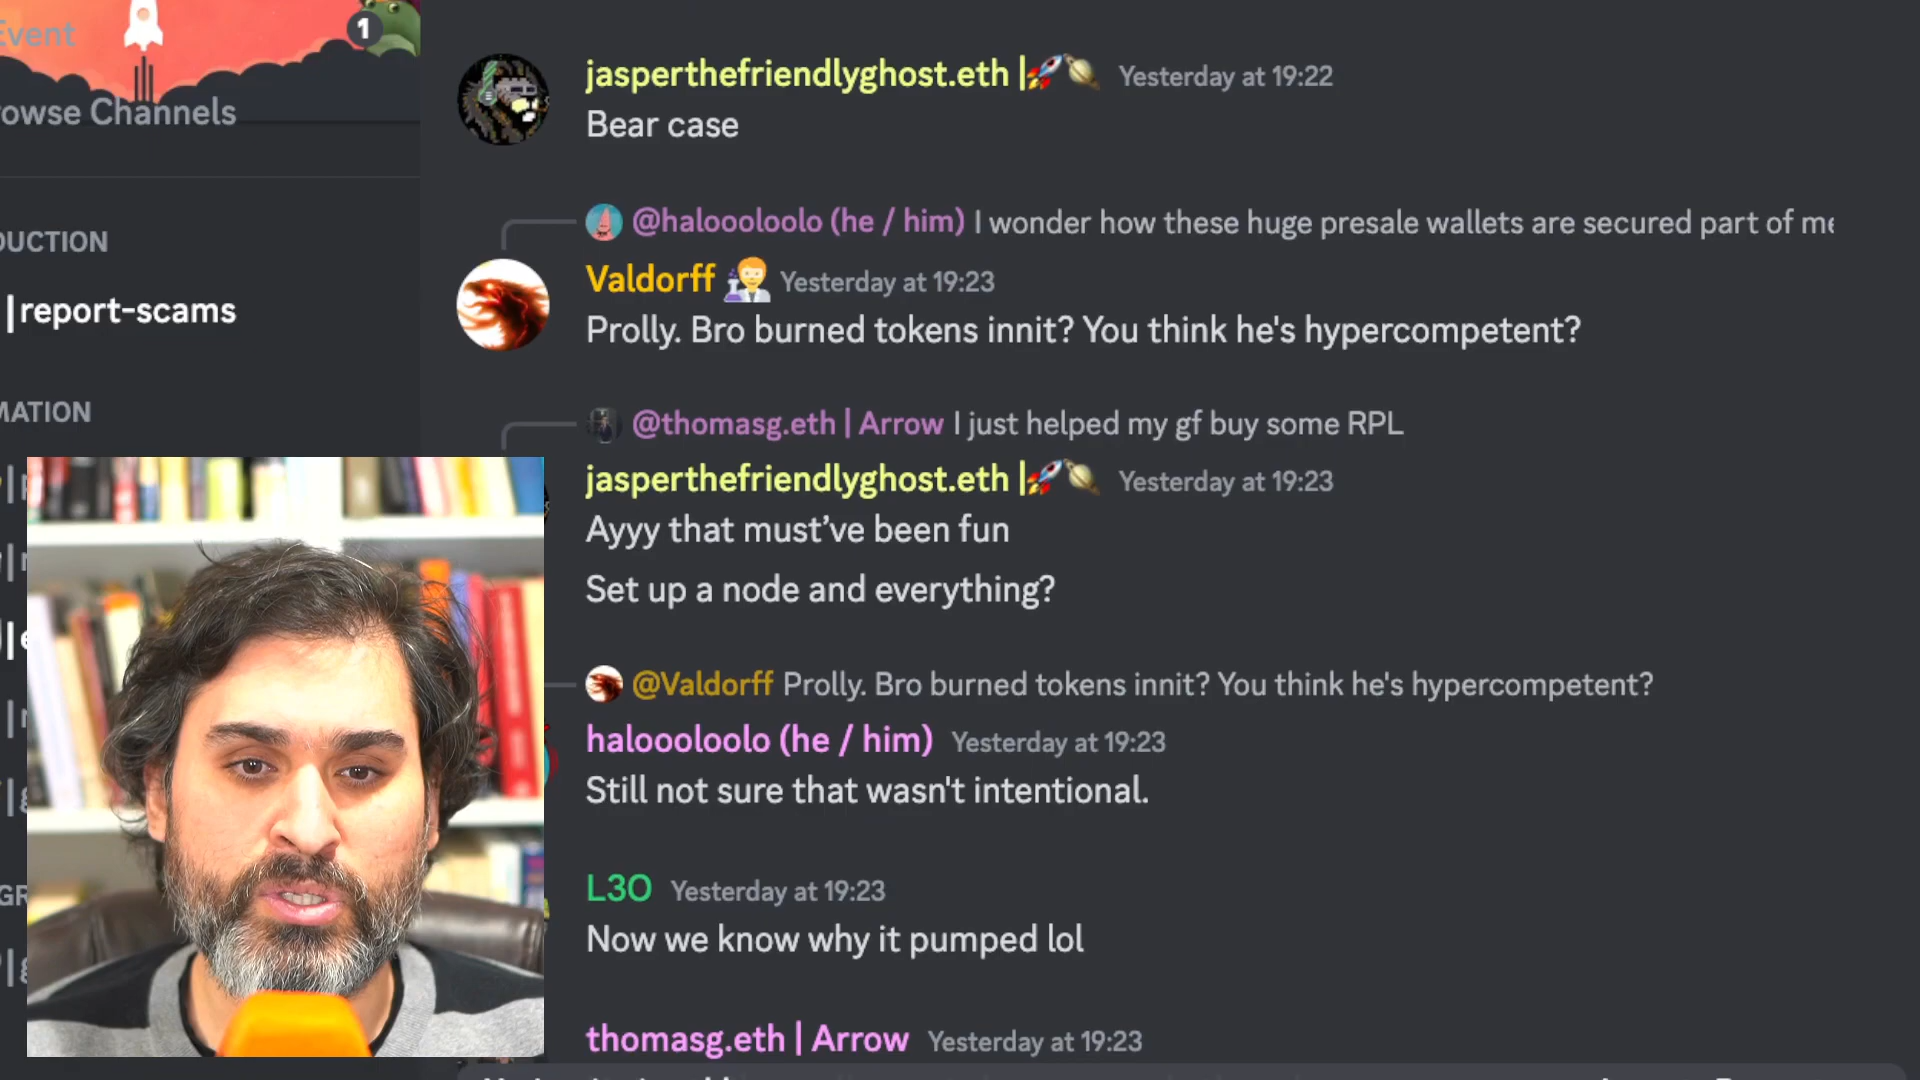 Event
1
rowse Channels
DUCTION
|report-scams
MATION
jasperthefriendlyghost.eth |🚀🪐 Yesterday at 19:22
Bear case
@haloooloolo (he / him) I wonder how these huge presale wallets are secured part of me
Valdorff 🧑‍🔬 Yesterday at 19:23
Prolly. Bro burned tokens innit? You think he's hypercompetent?
@thomasg.eth | Arrow I just helped my gf buy some RPL
jasperthefriendlyghost.eth |🚀🪐 Yesterday at 19:23
Ayyy that must’ve been fun
Set up a node and everything?
@Valdorff Prolly. Bro burned tokens innit? You think he's hypercompetent?
haloooloolo (he / him) Yesterday at 19:23
Still not sure that wasn't intentional.
L3O Yesterday at 19:23
Now we know why it pumped lol
thomasg.eth | Arrow Yesterday at 19:23